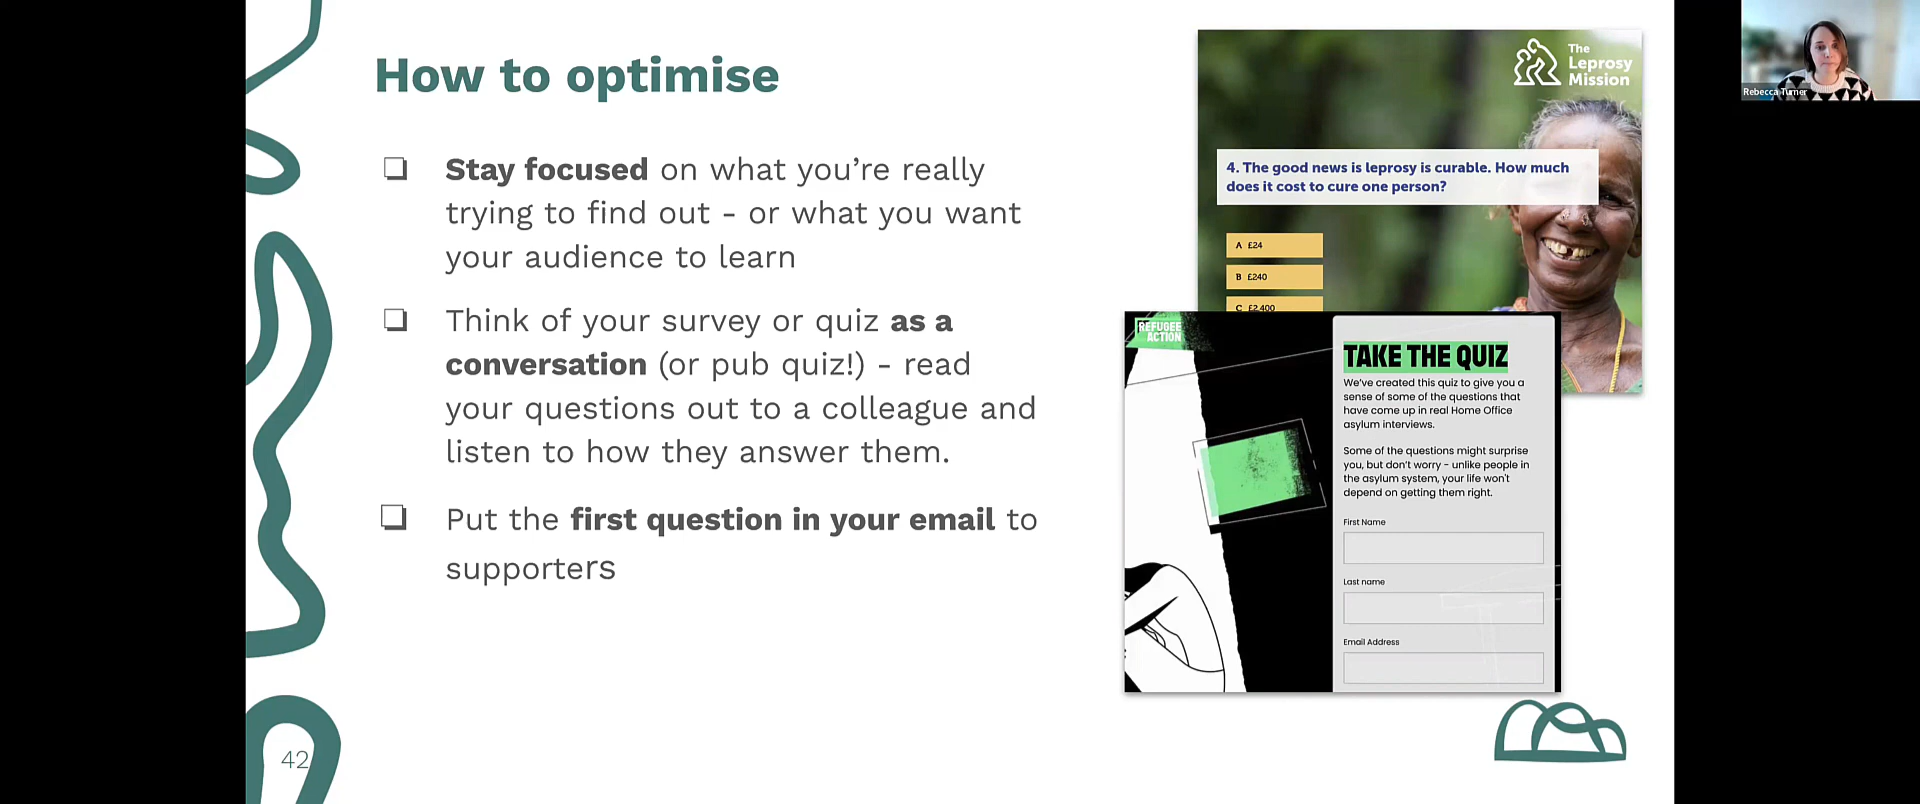 How to optimise
❏ Stay focused on what you’re really
trying to find out - or what you want
your audience to learn
❏ Think of your survey or quiz as a
conversation (or pub quiz!) - read
your questions out to a colleague and
listen to how they answer them.
❏ Put the first question in your email to
supporters
42
The
Leprosy
Mission
4. The good news is leprosy is curable. How much
does it cost to cure one person?
A £24
B £240
C £2,400
REFUGEE
ACTION
TAKE THE QUIZ
We’ve created this quiz to give you a
sense of some of the questions that
have come up in real Home Office
asylum interviews.
Some of the questions might surprise
you, but don’t worry - unlike people in
the asylum system, your life won't
depend on getting them right.
First Name
Last name
Email Address
Rebecca Turner